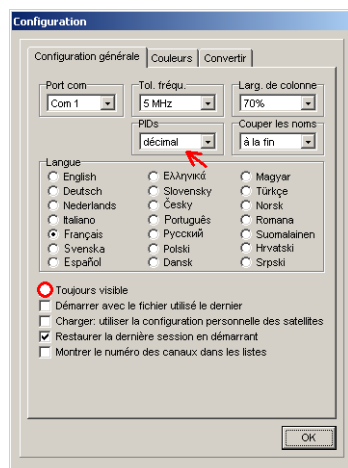 Configuration
Configuration générale Couleurs Convertir
Port com Tol. fréqu. Larg. de colonne
Com 1 5 MHz 70%
PIDs Couper les noms
décimal à la fin
Langue
English Ελληνικά Magyar
Deutsch Slovensky Türkçe
Nederlands Česky Norsk
Italiano Português Romana
Français Русский Suomalainen
Svenska Polski Hrvatski
Español Dansk Srpski
Toujours visible
Démarrer avec le fichier utilisé le dernier
Charger: utiliser la configuration personnelle des satellites
Restaurer la dernière session en démarrant
Montrer le numéro des canaux dans les listes
OK